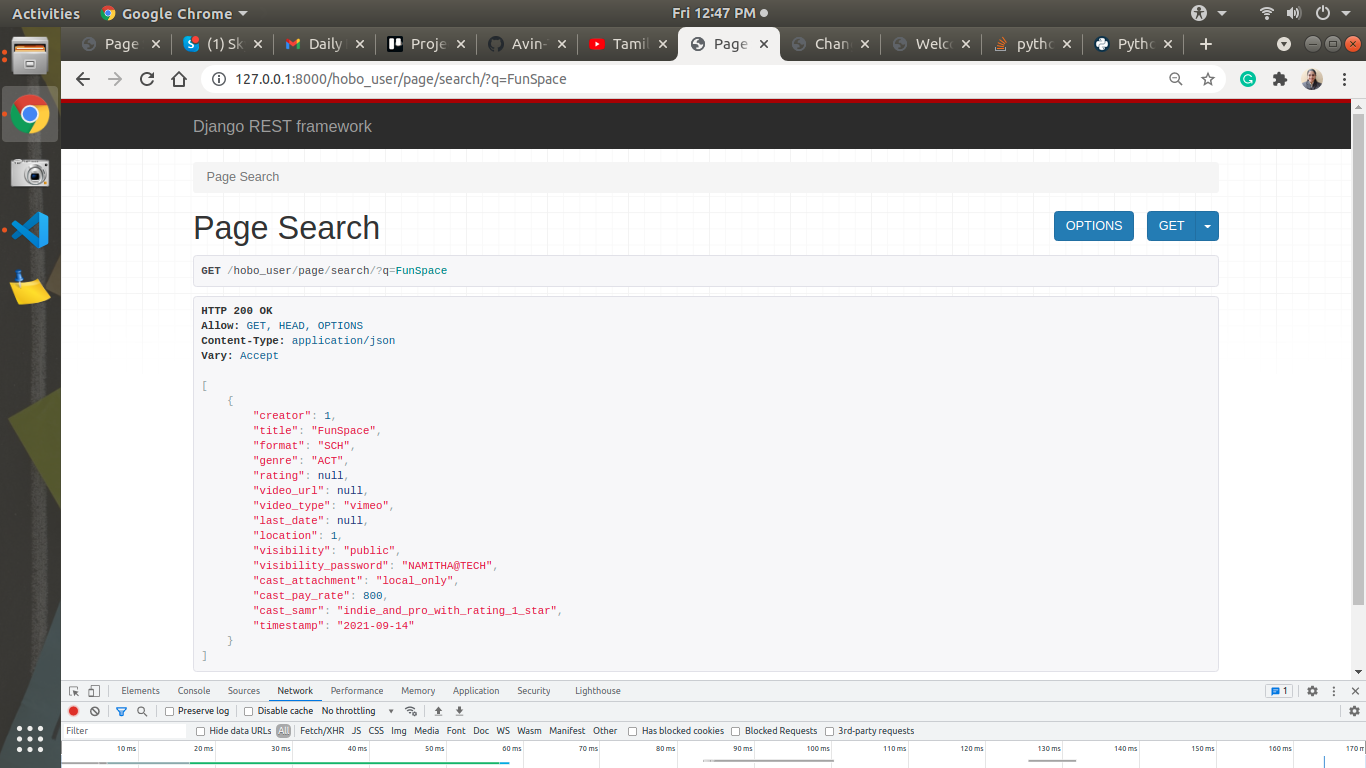 Activities Google Chrome Fri 12:47 PM
Page (1) Sk Daily Proje Avin- Tamil Page Chan Welco pytho Pytho
127.0.0.1:8000/hobo_user/page/search/?q=FunSpace
Django REST framework
Page Search
Page Search OPTIONS GET
GET /hobo_user/page/search/?q=FunSpace
HTTP 200 OK
Allow: GET, HEAD, OPTIONS
Content-Type: application/json
Vary: Accept
[
{
"creator": 1,
"title": "FunSpace",
"format": "SCH",
"genre": "ACT",
"rating": null,
"video_url": null,
"video_type": "vimeo",
"last_date": null,
"location": 1,
"visibility": "public",
"visibility_password": "NAMITHA@TECH",
"cast_attachment": "local_only",
"cast_pay_rate": 800,
"cast_samr": "indie_and_pro_with_rating_1_star",
"timestamp": "2021-09-14"
}
]
Elements Console Sources Network Performance Memory Application Security Lighthouse 1
Preserve log Disable cache No throttling
Filter Hide data URLs All Fetch/XHR JS CSS Img Media Font Doc WS Wasm Manifest Other Has blocked cookies Blocked Requests 3rd-party requests
10 ms 20 ms 30 ms 40 ms 50 ms 60 ms 70 ms 80 ms 90 ms 100 ms 110 ms 120 ms 130 ms 140 ms 150 ms 160 ms 170 m